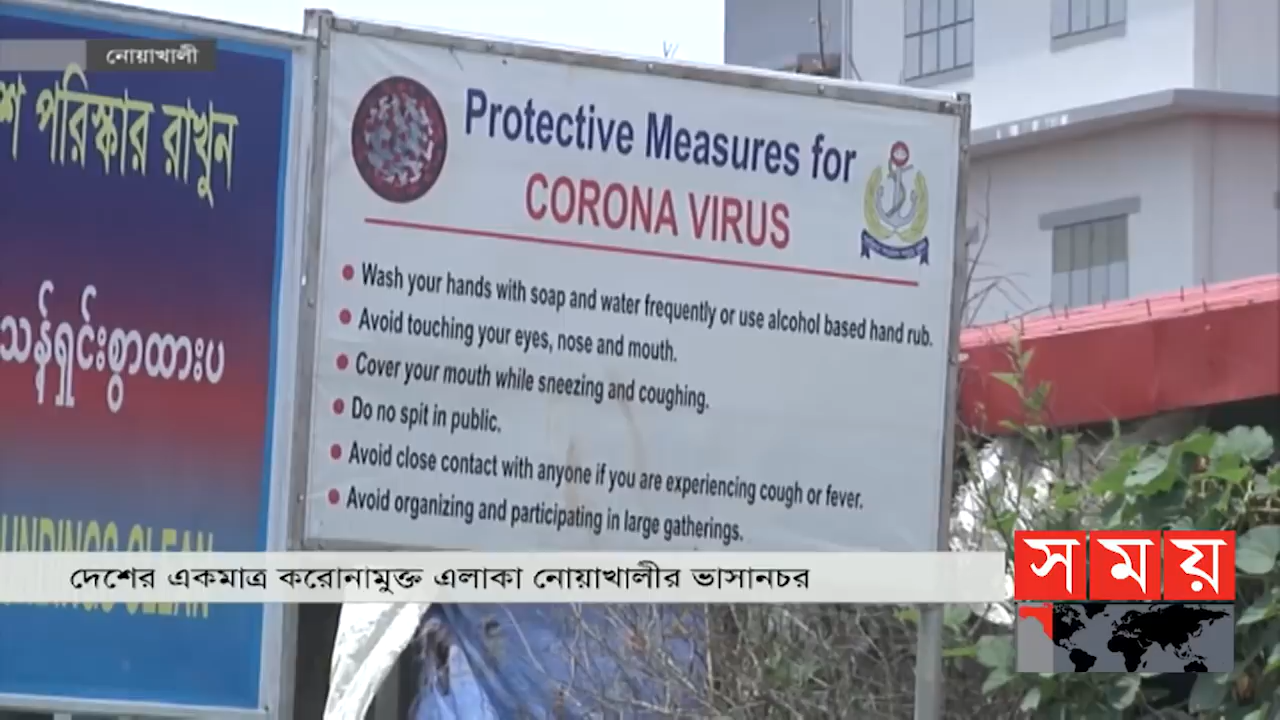 নোয়াখালী
পরিস্কার রাখুন
သန့်ရှင်းစွာထားပ
CLEAN
Protective Measures for
CORONA VIRUS
Wash your hands with soap and water frequently or use alcohol based hand rub.
Avoid touching your eyes, nose and mouth.
Cover your mouth while sneezing and coughing.
Do no spit in public.
Avoid close contact with anyone if you are experiencing cough or fever.
Avoid organizing and participating in large gatherings.
দেশের একমাত্র করোনামুক্ত এলাকা নোয়াখালীর ভাসানচর
সময়